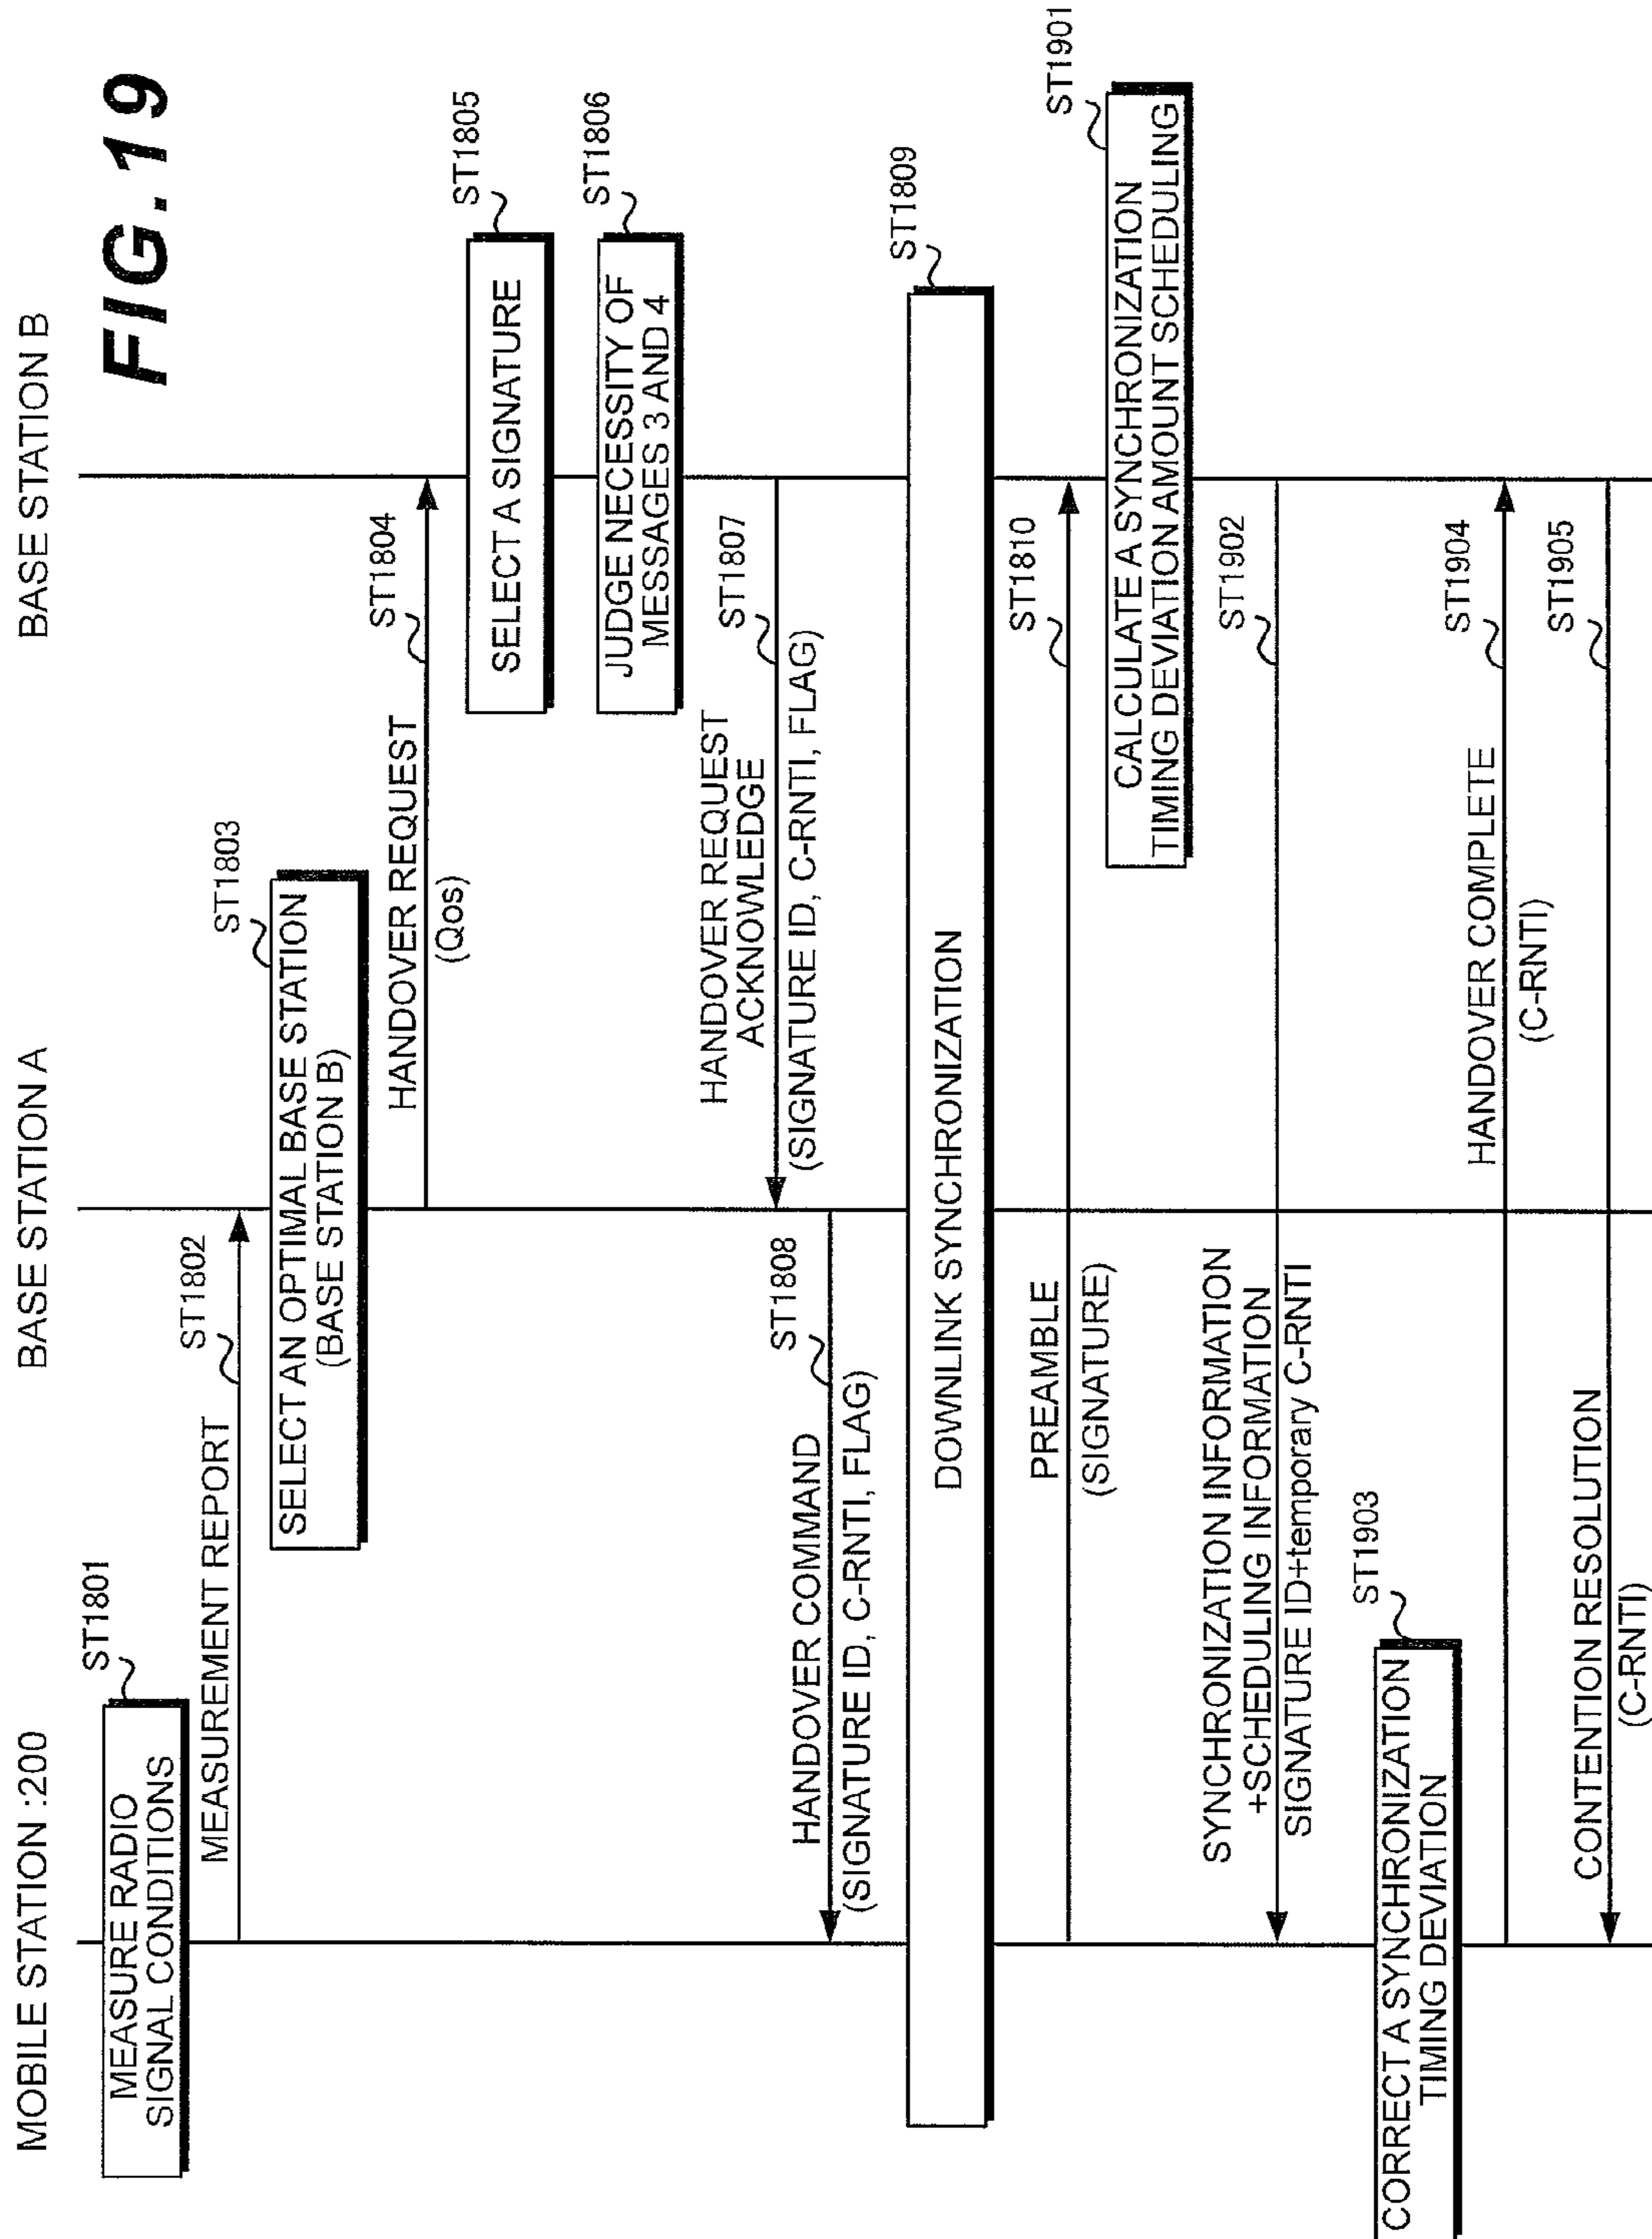 FIG.19
MOBILE STATION :200
BASE STATION A
BASE STATION B
ST1801
MEASURE RADIO
SIGNAL CONDITIONS
MEASUREMENT REPORT
ST1802
ST1803
SELECT AN OPTIMAL BASE STATION
(BASE STATION B)
HANDOVER REQUEST
(Qos)
ST1804
ST1805
SELECT A SIGNATURE
ST1806
JUDGE NECESSITY OF
MESSAGES 3 AND 4
HANDOVER REQUEST
ACKNOWLEDGE
(SIGNATURE ID, C-RNTI, FLAG)
ST1807
HANDOVER COMMAND
(SIGNATURE ID, C-RNTI, FLAG)
ST1808
ST1809
DOWNLINK SYNCHRONIZATION
PREAMBLE
(SIGNATURE)
ST1810
ST1901
CALCULATE A SYNCHRONIZATION
TIMING DEVIATION AMOUNT SCHEDULING
SYNCHRONIZATION INFORMATION
+SCHEDULING INFORMATION
SIGNATURE ID+temporary C-RNTI
ST1902
ST1903
CORRECT A SYNCHRONIZATION
TIMING DEVIATION
HANDOVER COMPLETE
(C-RNTI)
ST1904
CONTENTION RESOLUTION
(C-RNTI)
ST1905